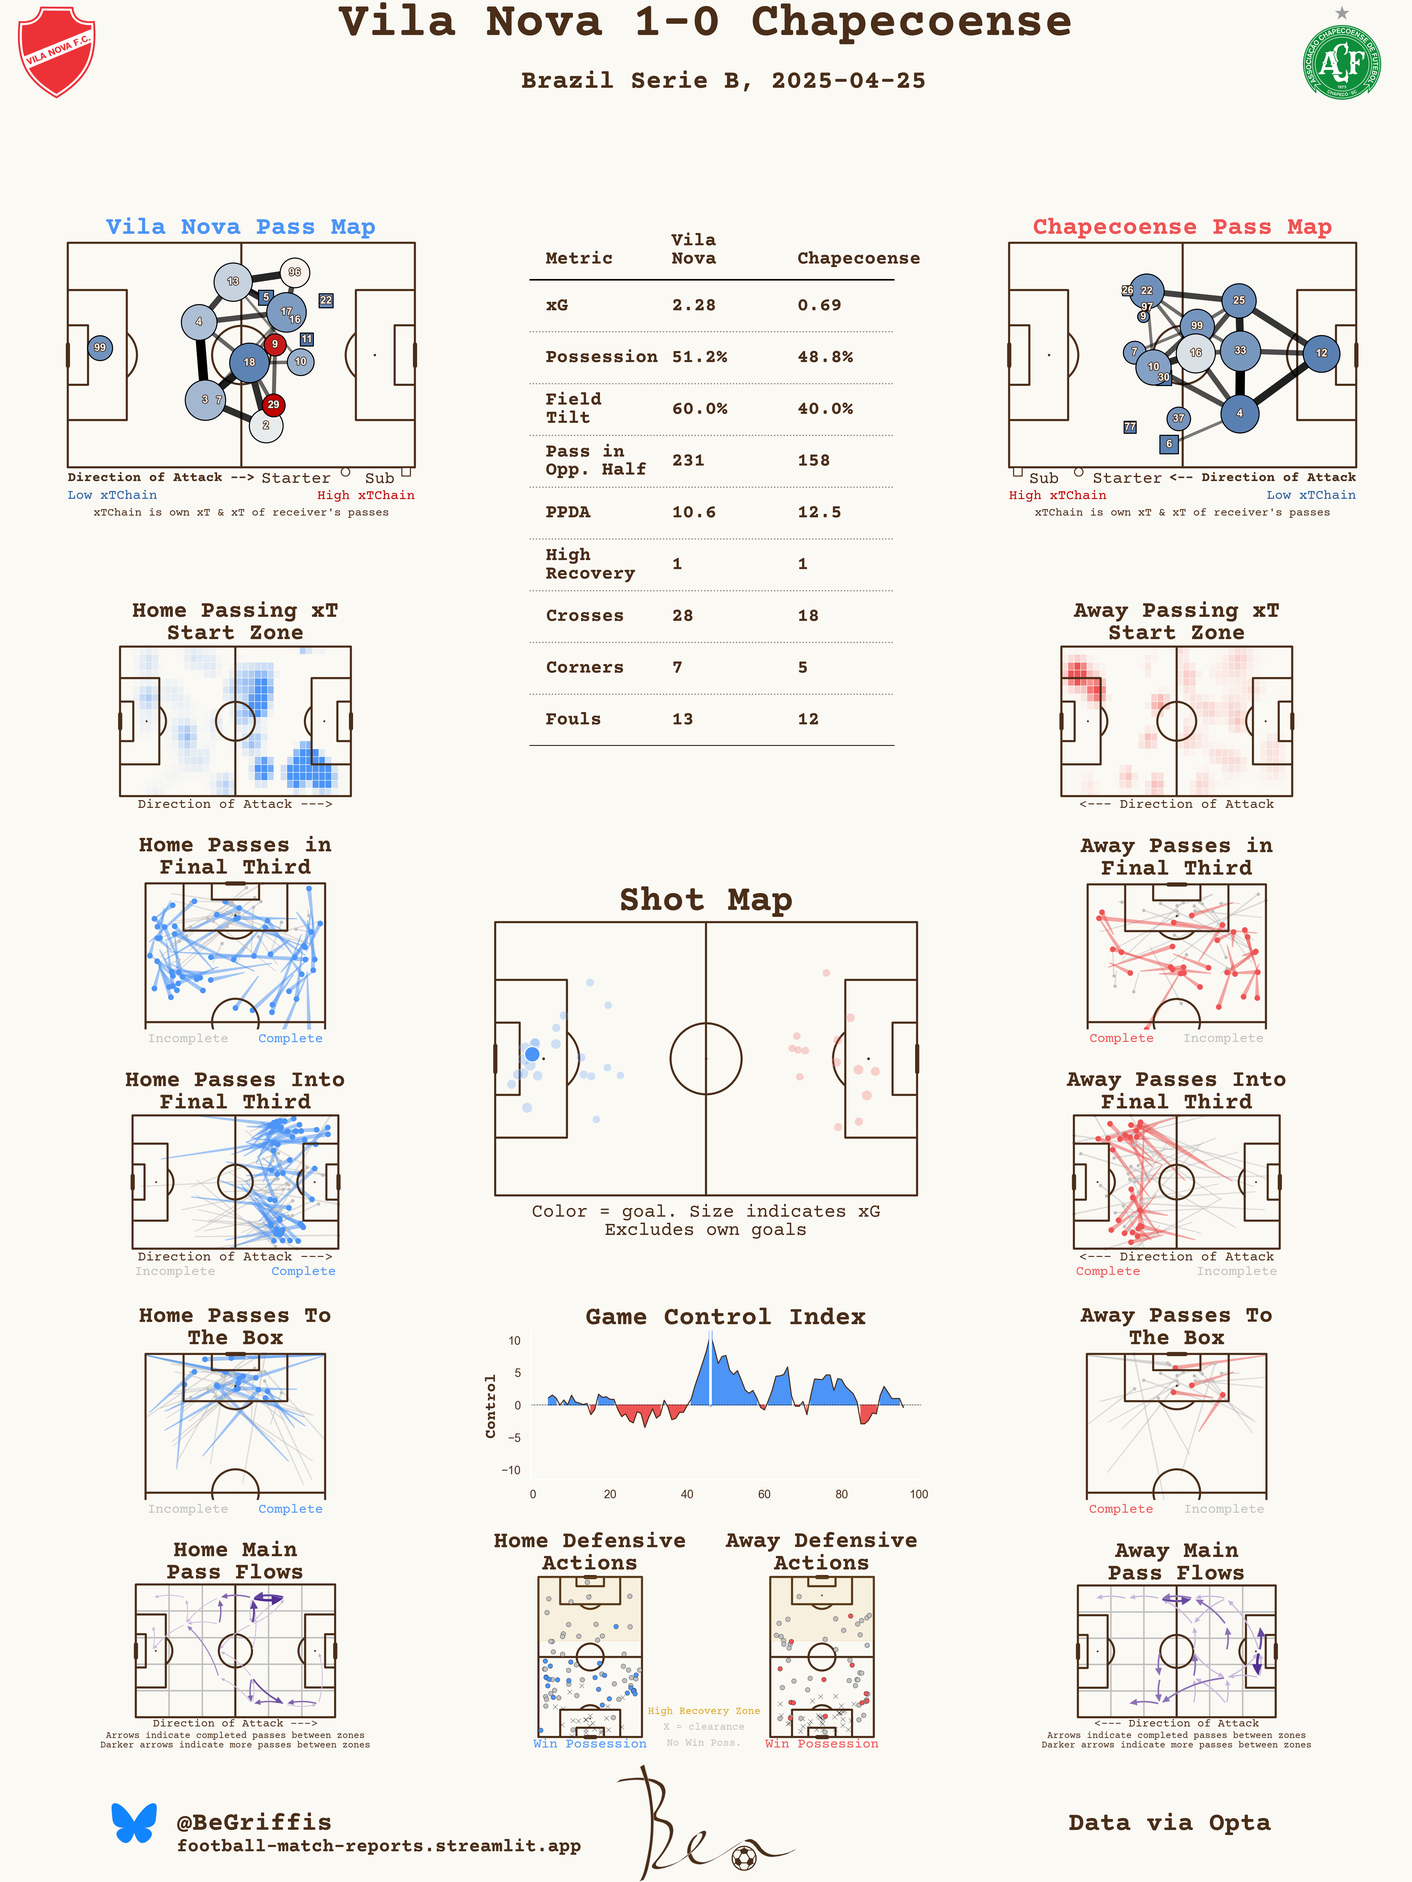 Vila Nova 1-0 Chapecoense
Brazil Serie B, 2025-04-25
VILA NOVA F.C.
ASSOCIAÇÃO CHAPECOENSE DE FUTEBOL
ACF
1973
CHAPECÓ - SC
Vila Nova Pass Map
13
96
5
22
17
16
4
11
9
99
18
10
3
7
29
2
Direction of Attack --> Starter Sub
Low xTChain High xTChain
xTChain is own xT & xT of receiver's passes
Metric Vila Nova Chapecoense
xG 2.28 0.69
Possession 51.2% 48.8%
Field Tilt 60.0% 40.0%
Pass in Opp. Half 231 158
PPDA 10.6 12.5
High Recovery 1 1
Crosses 28 18
Corners 7 5
Fouls 13 12
Chapecoense Pass Map
26
22
97
9
25
99
7
16
33
12
10
30
37
4
77
6
Sub Starter <-- Direction of Attack
High xTChain Low xTChain
xTChain is own xT & xT of receiver's passes
Home Passing xT
Start Zone
Direction of Attack --->
Away Passing xT
Start Zone
<--- Direction of Attack
Home Passes in
Final Third
Incomplete Complete
Away Passes in
Final Third
Complete Incomplete
Shot Map
Color = goal. Size indicates xG
Excludes own goals
Home Passes Into
Final Third
Direction of Attack --->
Incomplete Complete
Away Passes Into
Final Third
<--- Direction of Attack
Complete Incomplete
Home Passes To
The Box
Incomplete Complete
Game Control Index
Control
10
5
0
−5
−10
0 20 40 60 80 100
Away Passes To
The Box
Complete Incomplete
Home Main
Pass Flows
Direction of Attack --->
Arrows indicate completed passes between zones
Darker arrows indicate more passes between zones
Home Defensive
Actions
Win Possession
Away Defensive
Actions
Win Possession
High Recovery Zone
X = clearance
No Win Poss.
Away Main
Pass Flows
<--- Direction of Attack
Arrows indicate completed passes between zones
Darker arrows indicate more passes between zones
@BeGriffis
football-match-reports.streamlit.app
Ben
Data via Opta